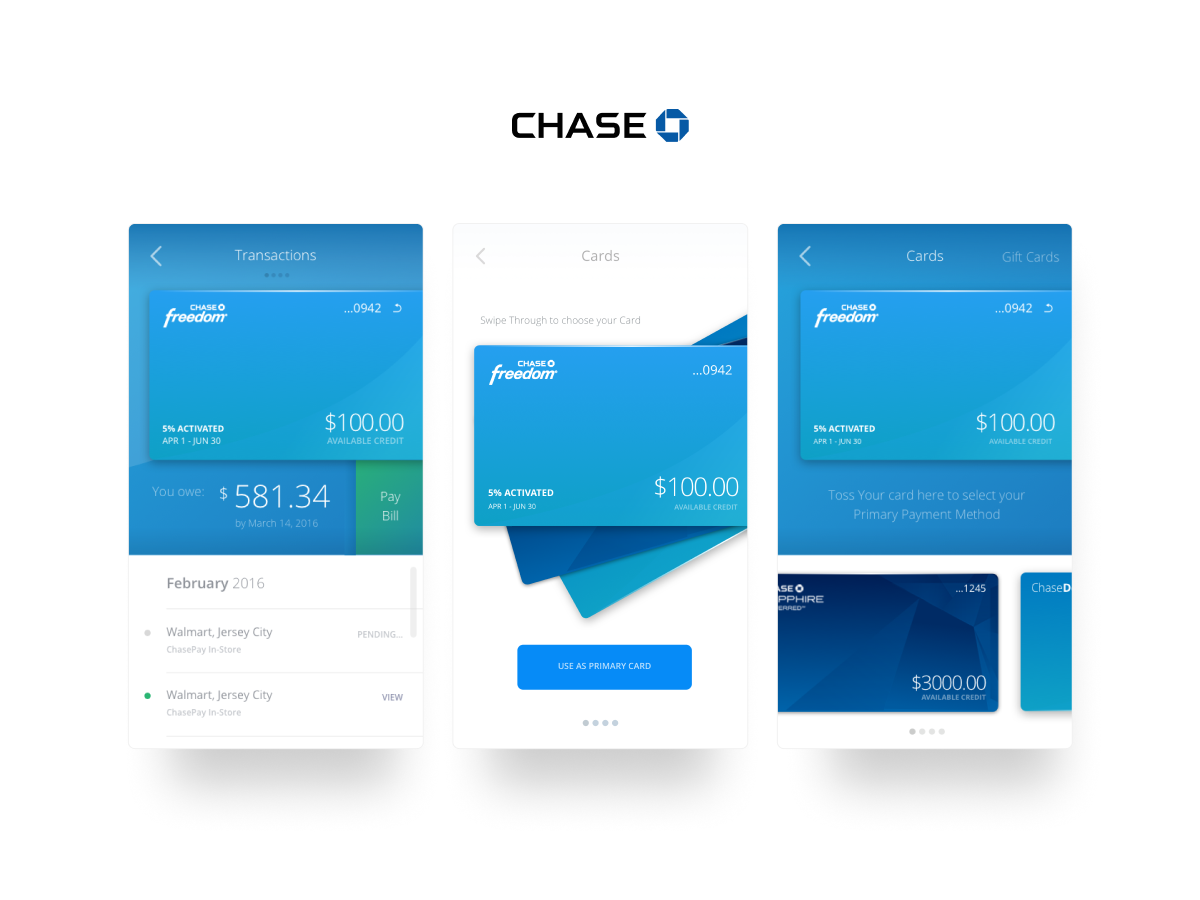 CHASE
Transactions
CHASE
freedom
...0942
5% ACTIVATED
APR 1 - JUN 30
$100.00
AVAILABLE CREDIT
You owe:
$ 581.34
by March 14, 2016
Pay
Bill
February 2016
Walmart, Jersey City
PENDING...
ChasePay In-Store
Walmart, Jersey City
VIEW
ChasePay In-Store
Cards
Swipe Through to choose your Card
CHASE
freedom
...0942
5% ACTIVATED
APR 1 - JUN 30
$100.00
AVAILABLE CREDIT
USE AS PRIMARY CARD
Cards
Gift Cards
CHASE
freedom
...0942
5% ACTIVATED
APR 1 - JUN 30
$100.00
AVAILABLE CREDIT
Toss Your card here to select your
Primary Payment Method
ASE
PPHIRE
ERRED℠
...1245
$3000.00
AVAILABLE CREDIT
ChaseD